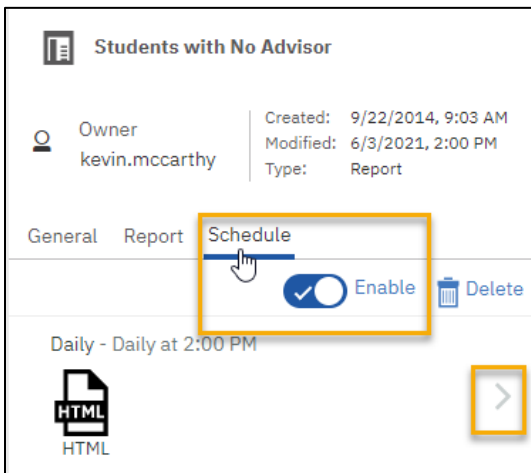 Students with No Advisor
Owner
kevin.mccarthy
Created: 9/22/2014, 9:03 AM
Modified: 6/3/2021, 2:00 PM
Type: Report
General Report Schedule
Enable Delete
Daily - Daily at 2:00 PM
HTML
HTML